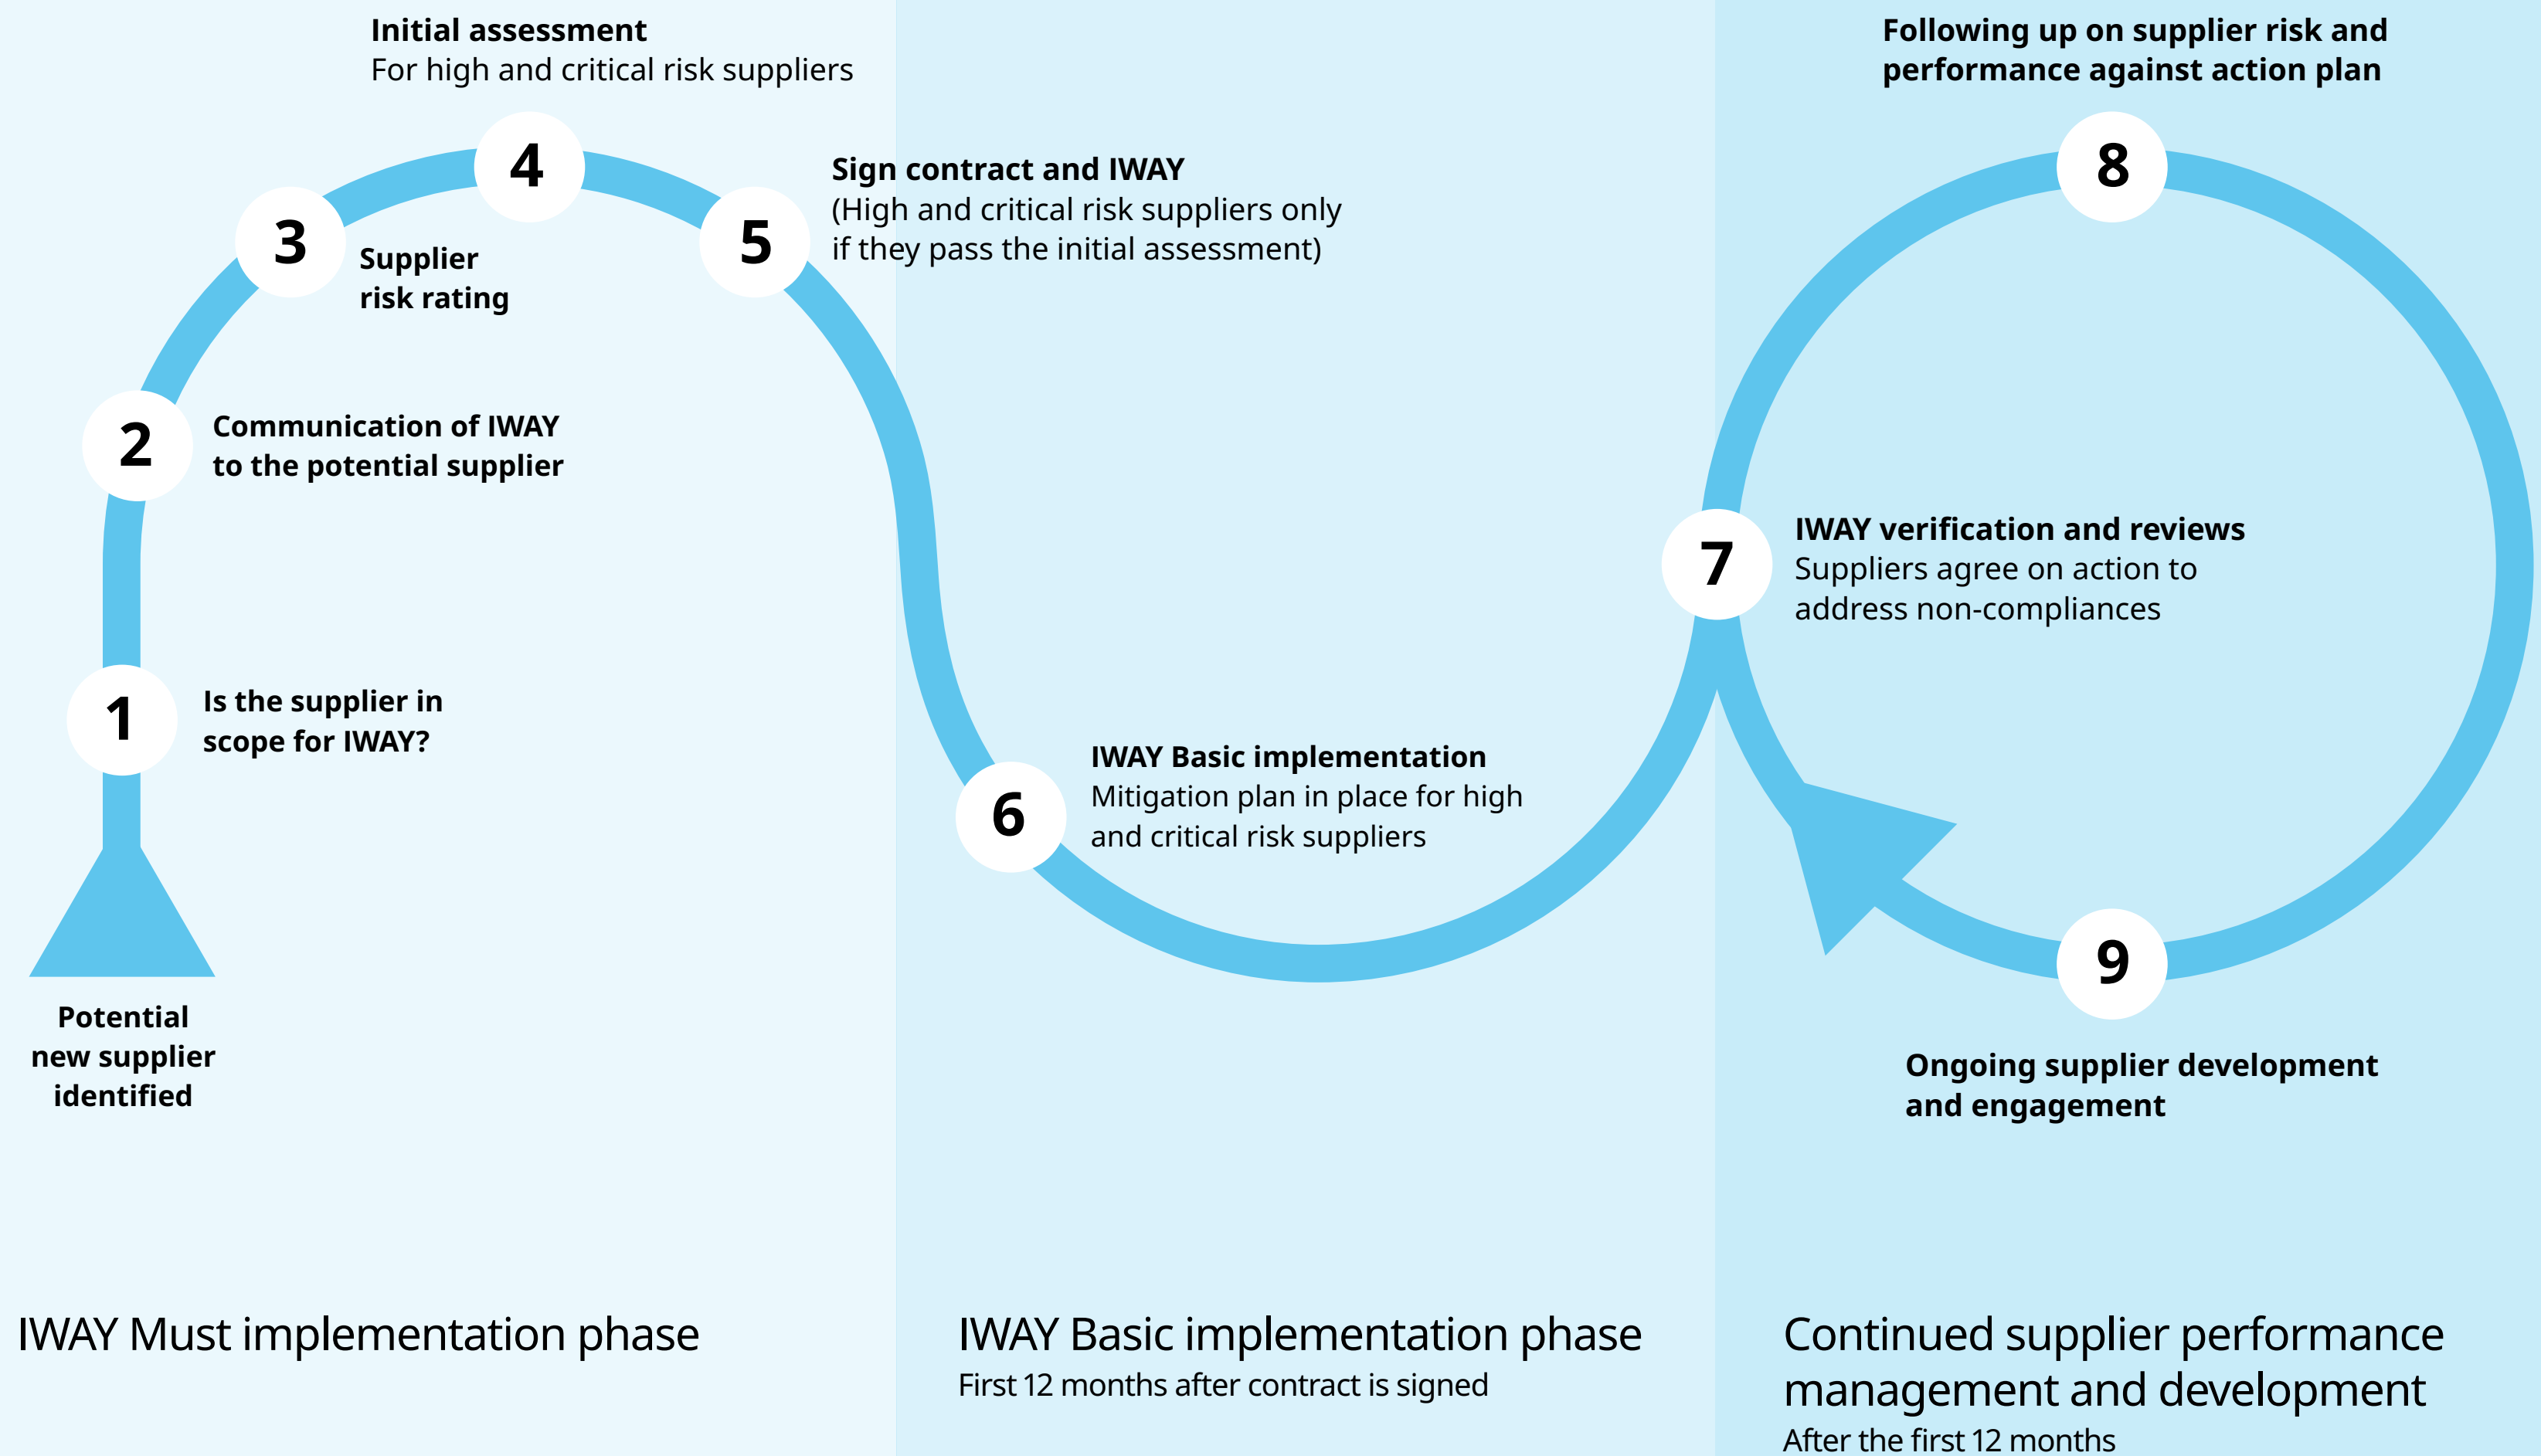 Initial assessment
For high and critical risk suppliers
4
3
Supplier
risk rating
5
Sign contract and IWAY
(High and critical risk suppliers only
if they pass the initial assessment)
2
Communication of IWAY
to the potential supplier
1
Is the supplier in
scope for IWAY?
Potential
new supplier
identified
6
IWAY Basic implementation
Mitigation plan in place for high
and critical risk suppliers
Following up on supplier risk and
performance against action plan
8
7
IWAY verification and reviews
Suppliers agree on action to
address non-compliances
9
Ongoing supplier development
and engagement
IWAY Must implementation phase
IWAY Basic implementation phase
First 12 months after contract is signed
Continued supplier performance
management and development
After the first 12 months